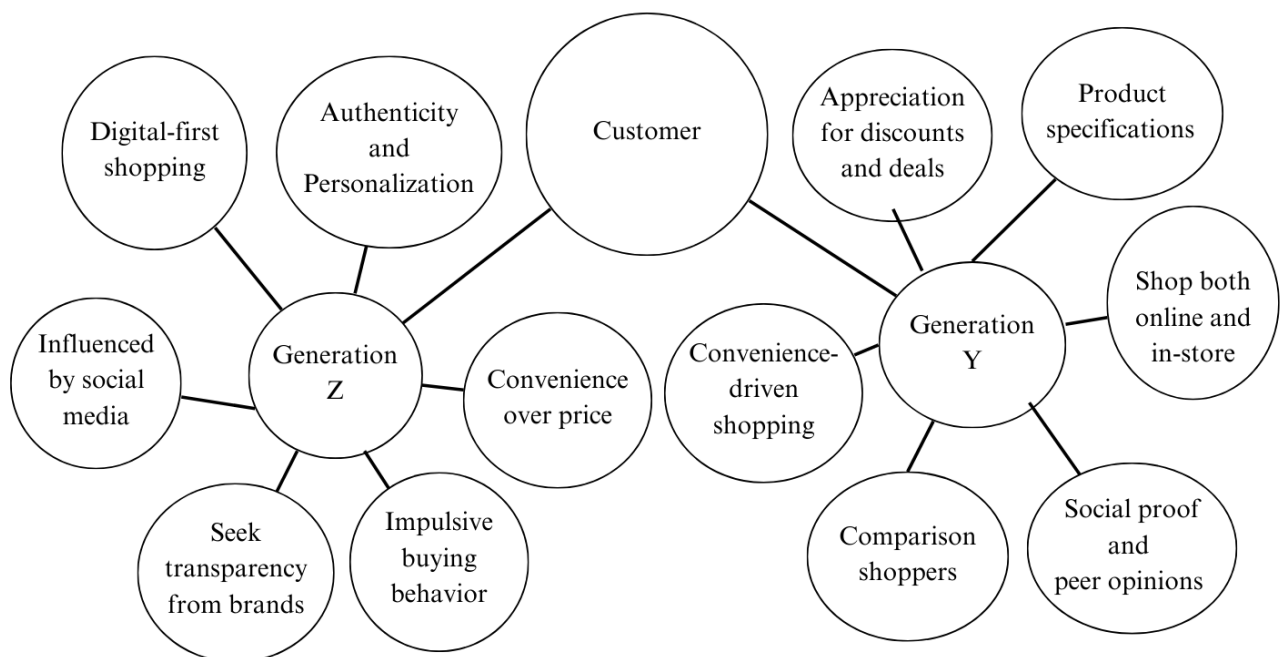 Customer
Digital-first
shopping
Authenticity
and
Personalization
Appreciation
for discounts
and deals
Product
specifications
Influenced
by social
media
Generation
Z
Convenience
over price
Convenience-
driven
shopping
Generation
Y
Shop both
online and
in-store
Seek
transparency
from brands
Impulsive
buying
behavior
Comparison
shoppers
Social proof
and
peer opinions